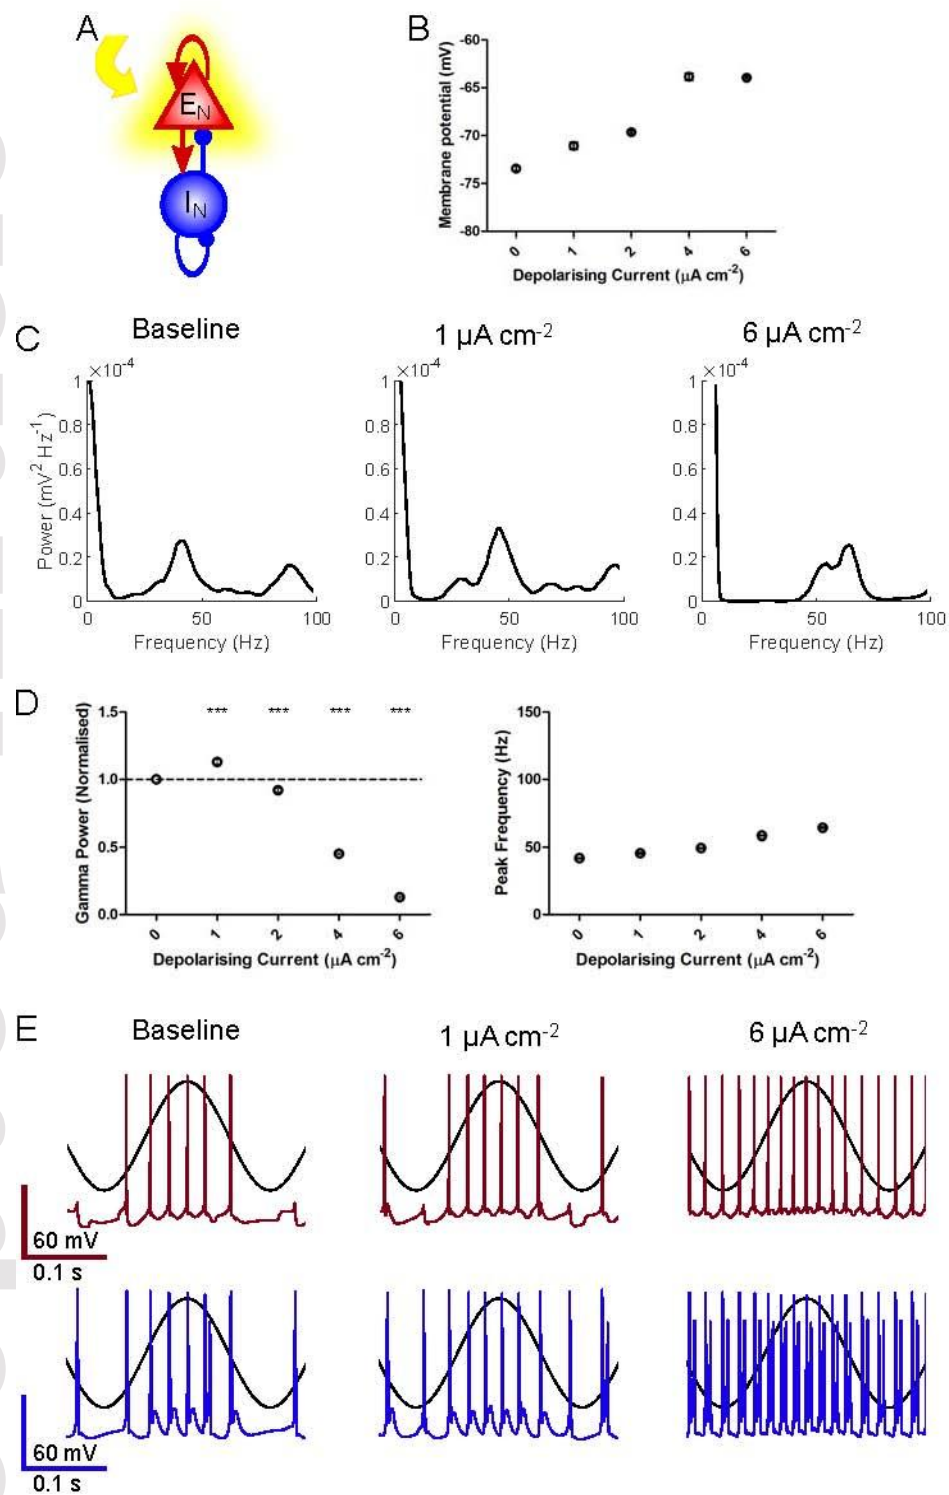 A
E_N
I_N
B
Membrane potential (mV)
-60
-65
-70
-75
-80
0 1 2 4 6
Depolarising Current (µA cm⁻²)
C
Baseline
1 µA cm⁻²
6 µA cm⁻²
Power (mV² Hz⁻¹)
×10⁻⁴
1
0.8
0.6
0.4
0.2
0
0 50 100
Frequency (Hz)
×10⁻⁴
1
0.8
0.6
0.4
0.2
0
0 50 100
Frequency (Hz)
×10⁻⁴
1
0.8
0.6
0.4
0.2
0
0 50 100
Frequency (Hz)
D
Gamma Power (Normalised)
*** *** *** ***
1.5
1.0
0.5
0.0
0 1 2 4 6
Depolarising Current (µA cm⁻²)
Peak Frequency (Hz)
150
100
50
0
0 1 2 4 6
Depolarising Current (µA cm⁻²)
E
Baseline
1 µA cm⁻²
6 µA cm⁻²
60 mV
0.1 s
60 mV
0.1 s